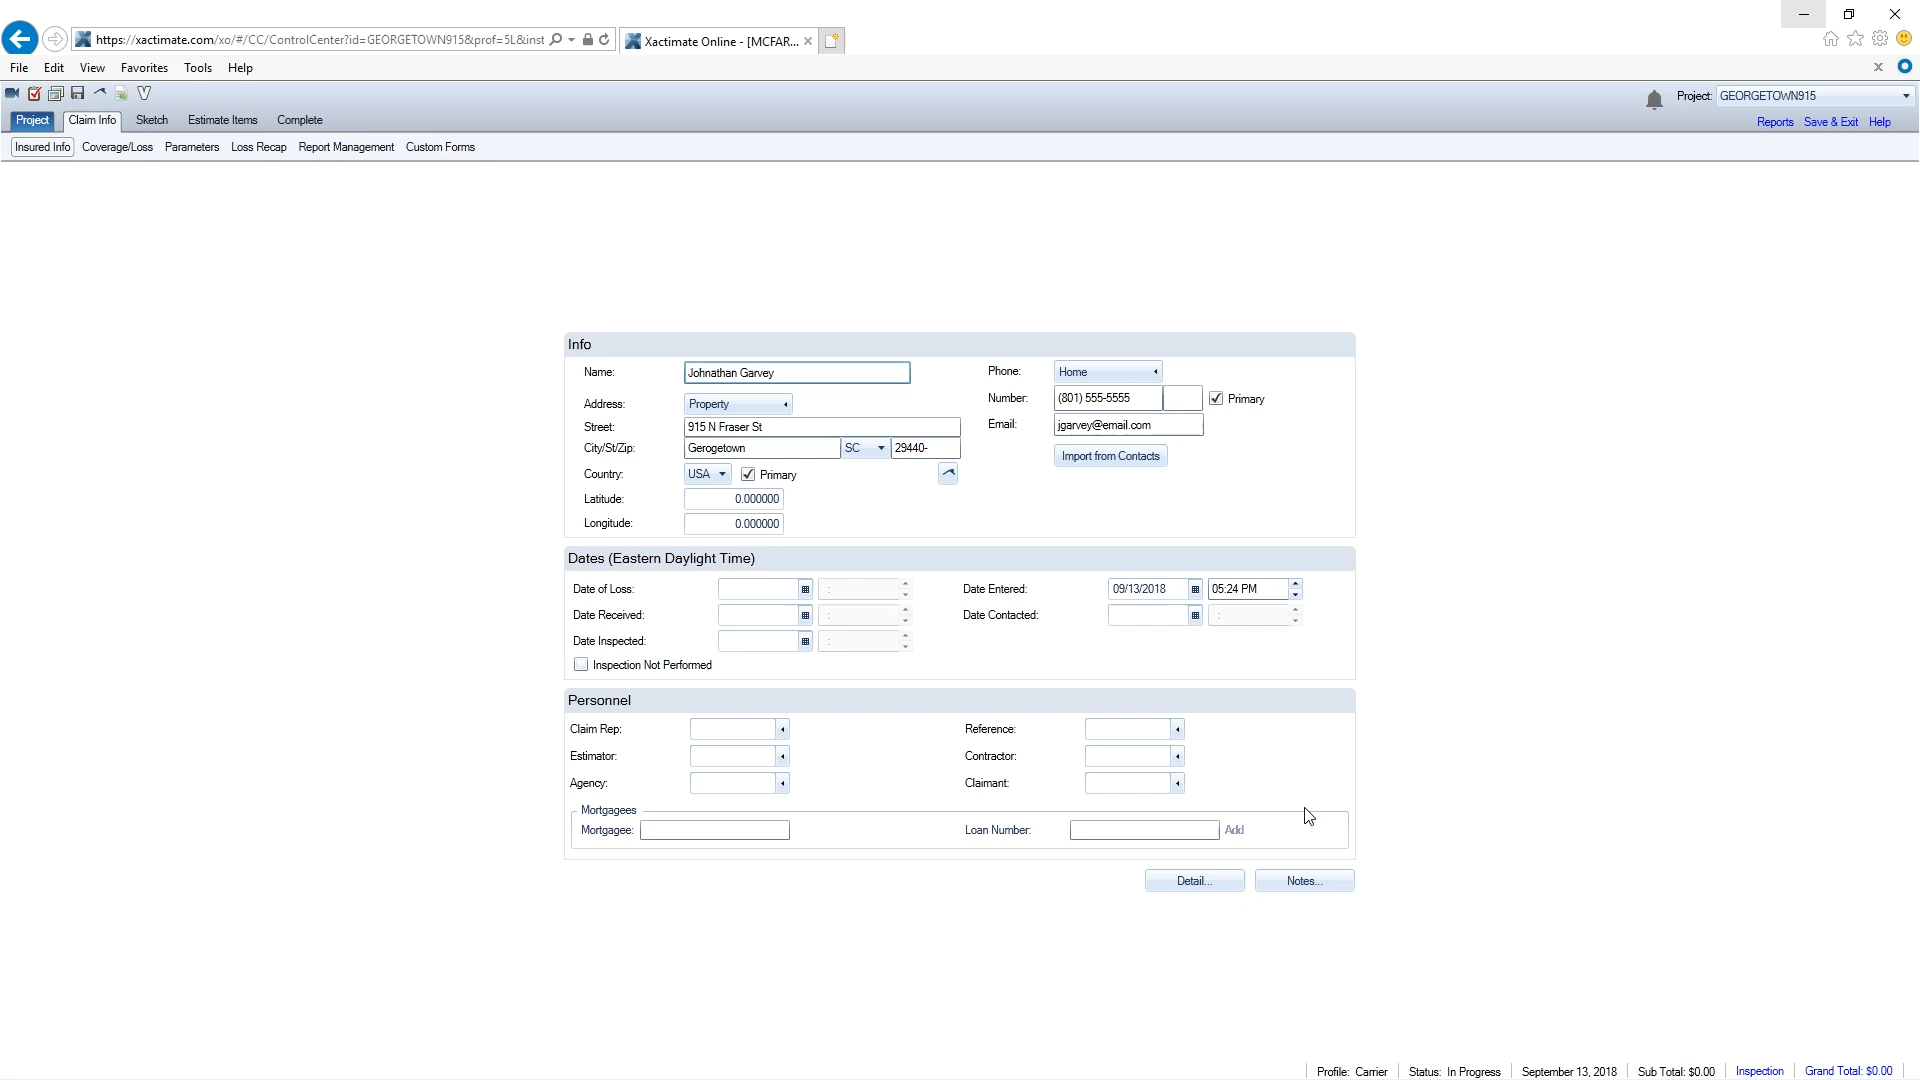 https://xactimate.com/xo/#/CC/ControlCenter?id=GEORGETOWN915&prof=5L&inst
Xactimate Online - [MCFAR...
File Edit View Favorites Tools Help
Project: GEORGETOWN915
Project Claim Info Sketch Estimate Items Complete
Reports Save & Exit Help
Insured Info Coverage/Loss Parameters Loss Recap Report Management Custom Forms
Info
Name: Johnathan Garvey Phone: Home
Address: Property Number: (801) 555-5555 Primary
Street: 915 N Fraser St Email: jgarvey@email.com
City/St/Zip: Gerogetown SC 29440-
Import from Contacts
Country: USA Primary
Latitude: 0.000000
Longitude: 0.000000
Dates (Eastern Daylight Time)
Date of Loss: : Date Entered: 09/13/2018 05:24 PM
Date Received: : Date Contacted: :
Date Inspected: :
Inspection Not Performed
Personnel
Claim Rep: Reference:
Estimator: Contractor:
Agency: Claimant:
Mortgagees
Mortgagee: Loan Number: Add
Detail... Notes...
Profile: Carrier Status: In Progress September 13, 2018 Sub Total: $0.00 Inspection Grand Total: $0.00